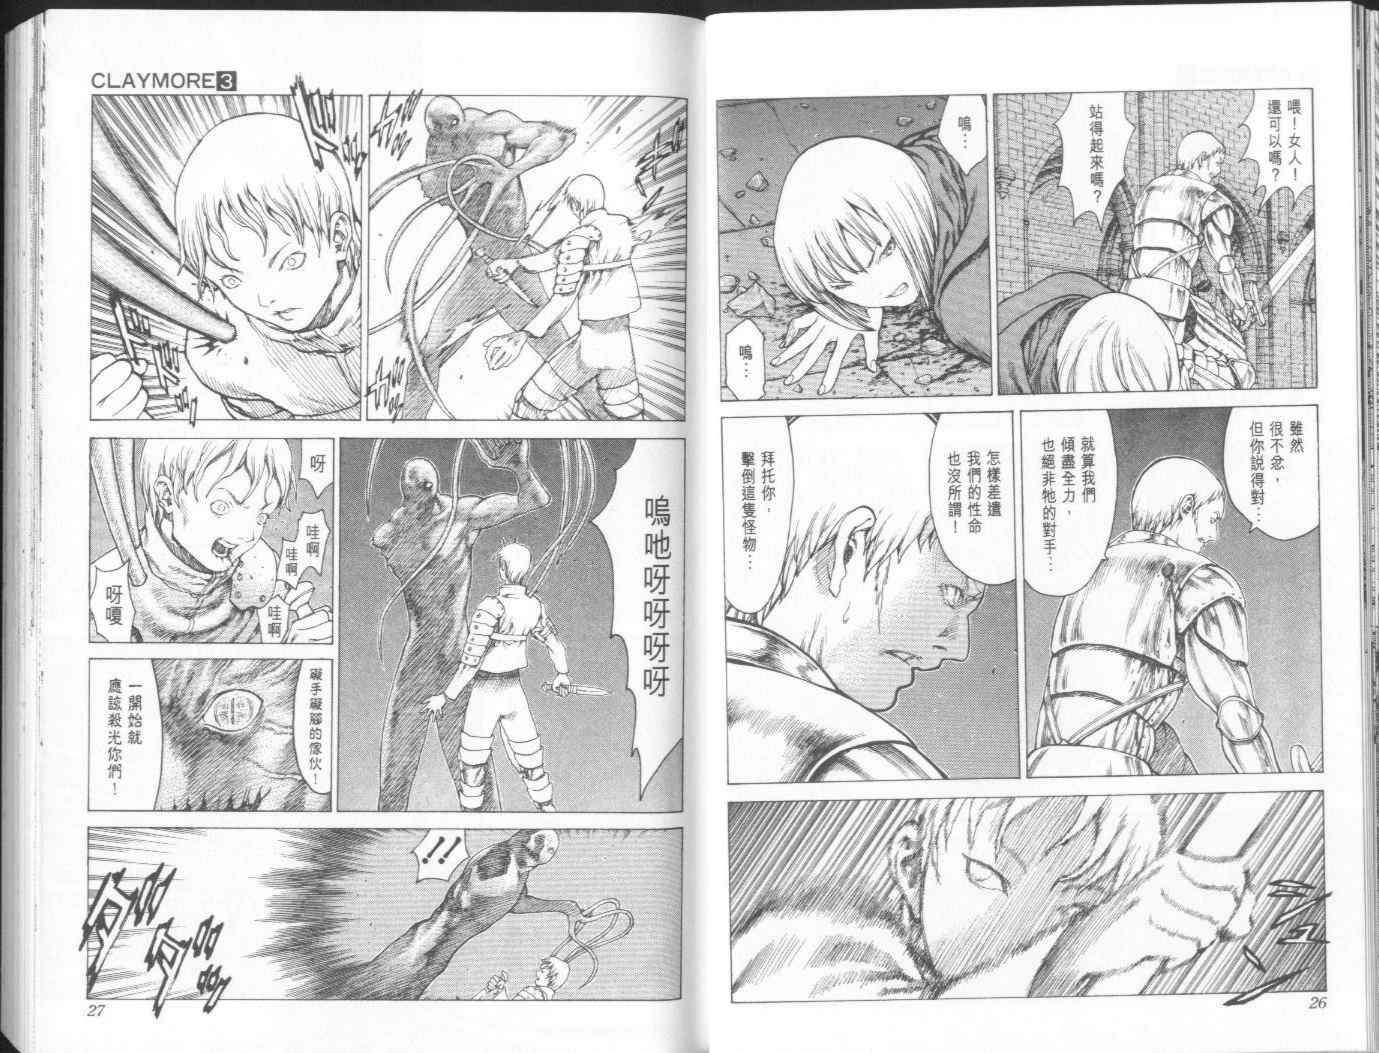 喂！女人！
還可以嗎？
站得起來嗎？
嗚…
嗚…
雖然
很不忿，
但你説得對…
就算我們
傾盡全力，
也絕非牠的對手…
怎樣差遣
我們的性命
也沒所謂！
拜托你，
擊倒這隻怪物…
26
CLAYMORE 3
嗚吔呀呀呀呀
呀
哇啊
哇啊
哇啊
呀嗄
礙手礙腳的傢伙！
一開始就
應該殺光你們！
!!!
27